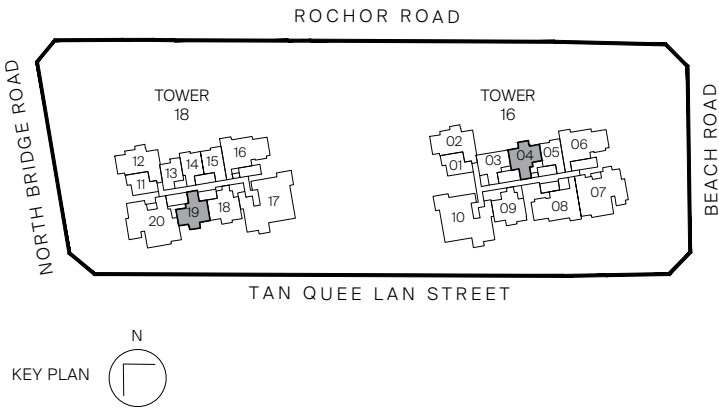 ROCHOR ROAD
NORTH BRIDGE ROAD
BEACH ROAD
TOWER
18
TOWER
16
12
11
13
14
15
16
20
19
18
17
02
01
03
04
05
06
10
09
08
07
TAN QUEE LAN STREET
N
KEY PLAN